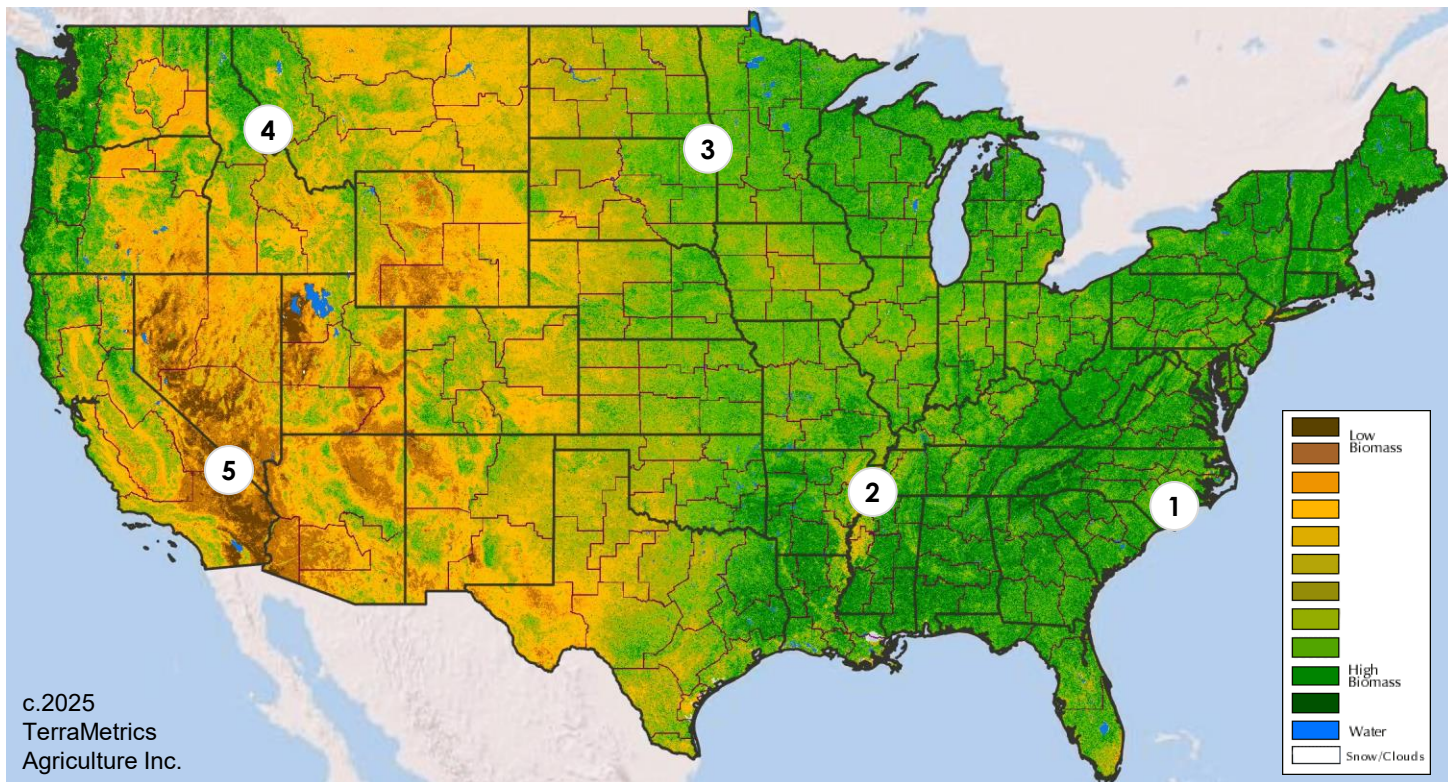 4
3
5
2
1
Low
Biomass
High
Biomass
Water
Snow/Clouds
c.2025
TerraMetrics
Agriculture Inc.